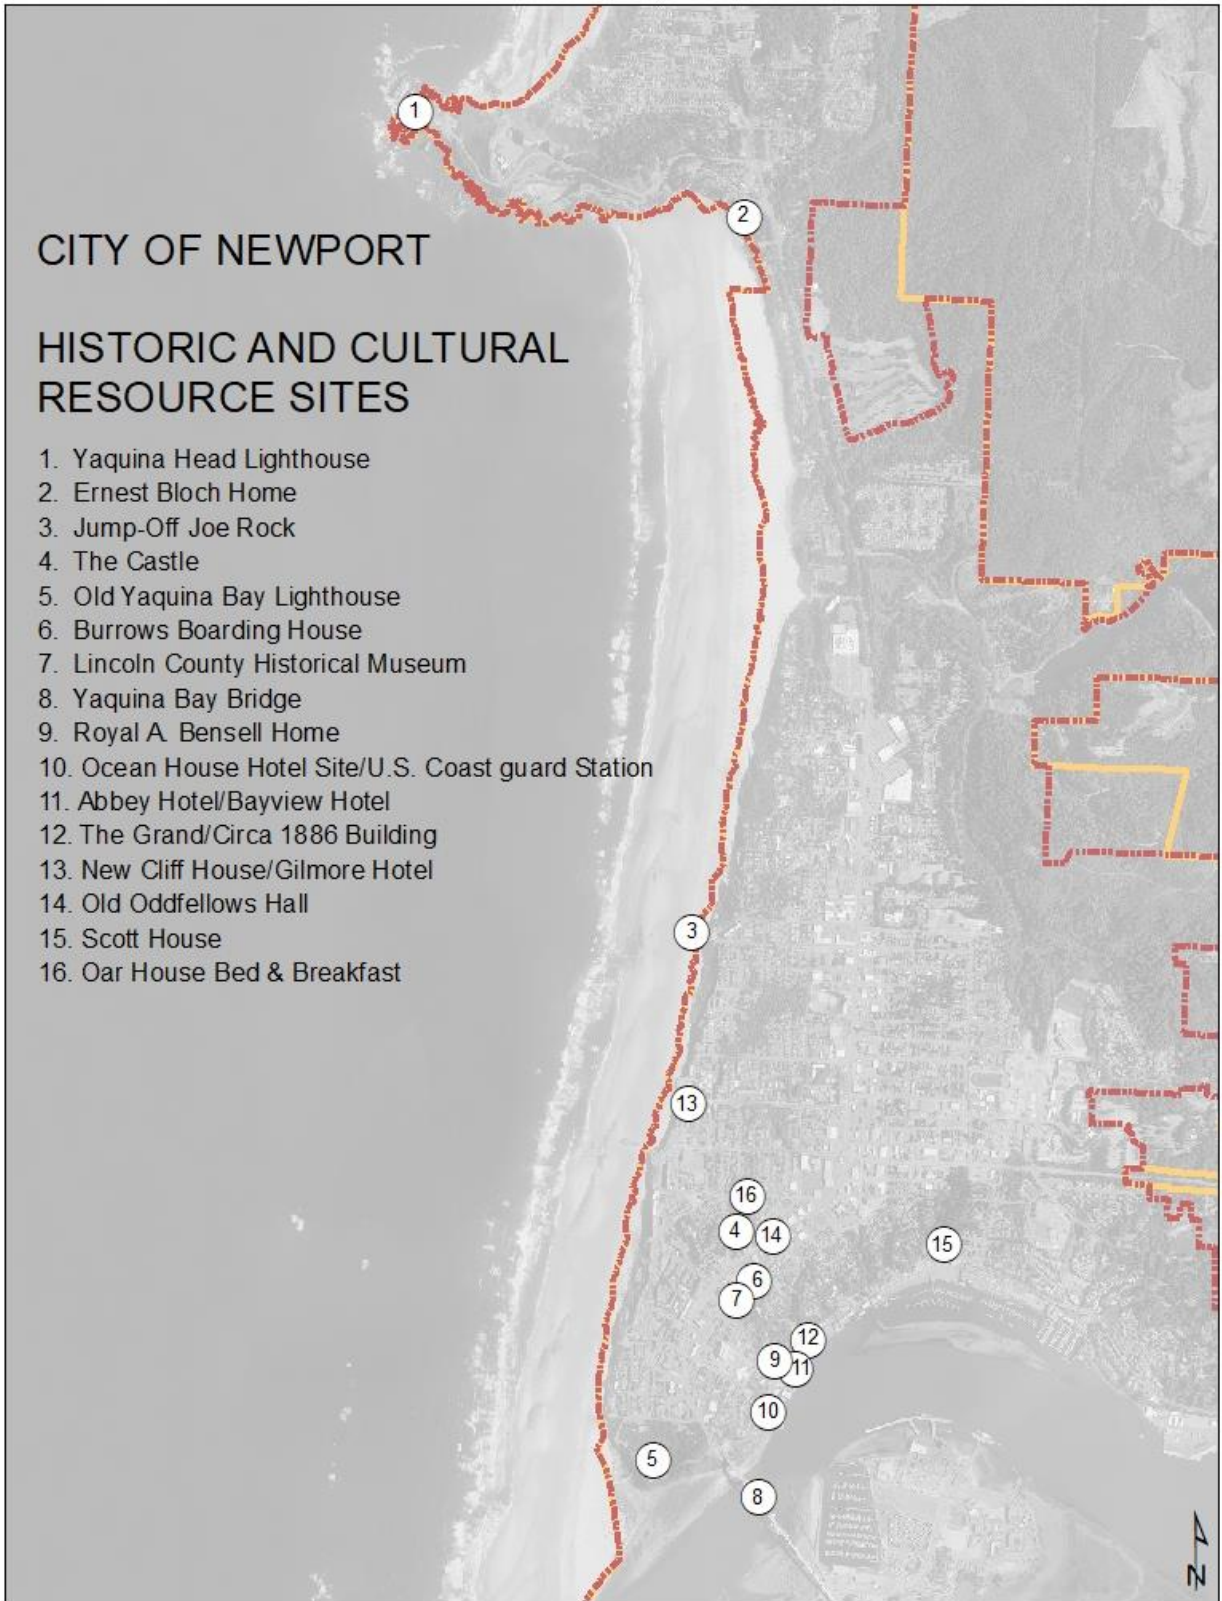 CITY OF NEWPORT
HISTORIC AND CULTURAL
RESOURCE SITES
1. Yaquina Head Lighthouse
2. Ernest Bloch Home
3. Jump-Off Joe Rock
4. The Castle
5. Old Yaquina Bay Lighthouse
6. Burrows Boarding House
7. Lincoln County Historical Museum
8. Yaquina Bay Bridge
9. Royal A. Bensell Home
10. Ocean House Hotel Site/U.S. Coast guard Station
11. Abbey Hotel/Bayview Hotel
12. The Grand/Circa 1886 Building
13. New Cliff House/Gilmore Hotel
14. Old Oddfellows Hall
15. Scott House
16. Oar House Bed & Breakfast
1
2
3
13
16
4
14
15
6
7
12
9
11
10
5
8
N